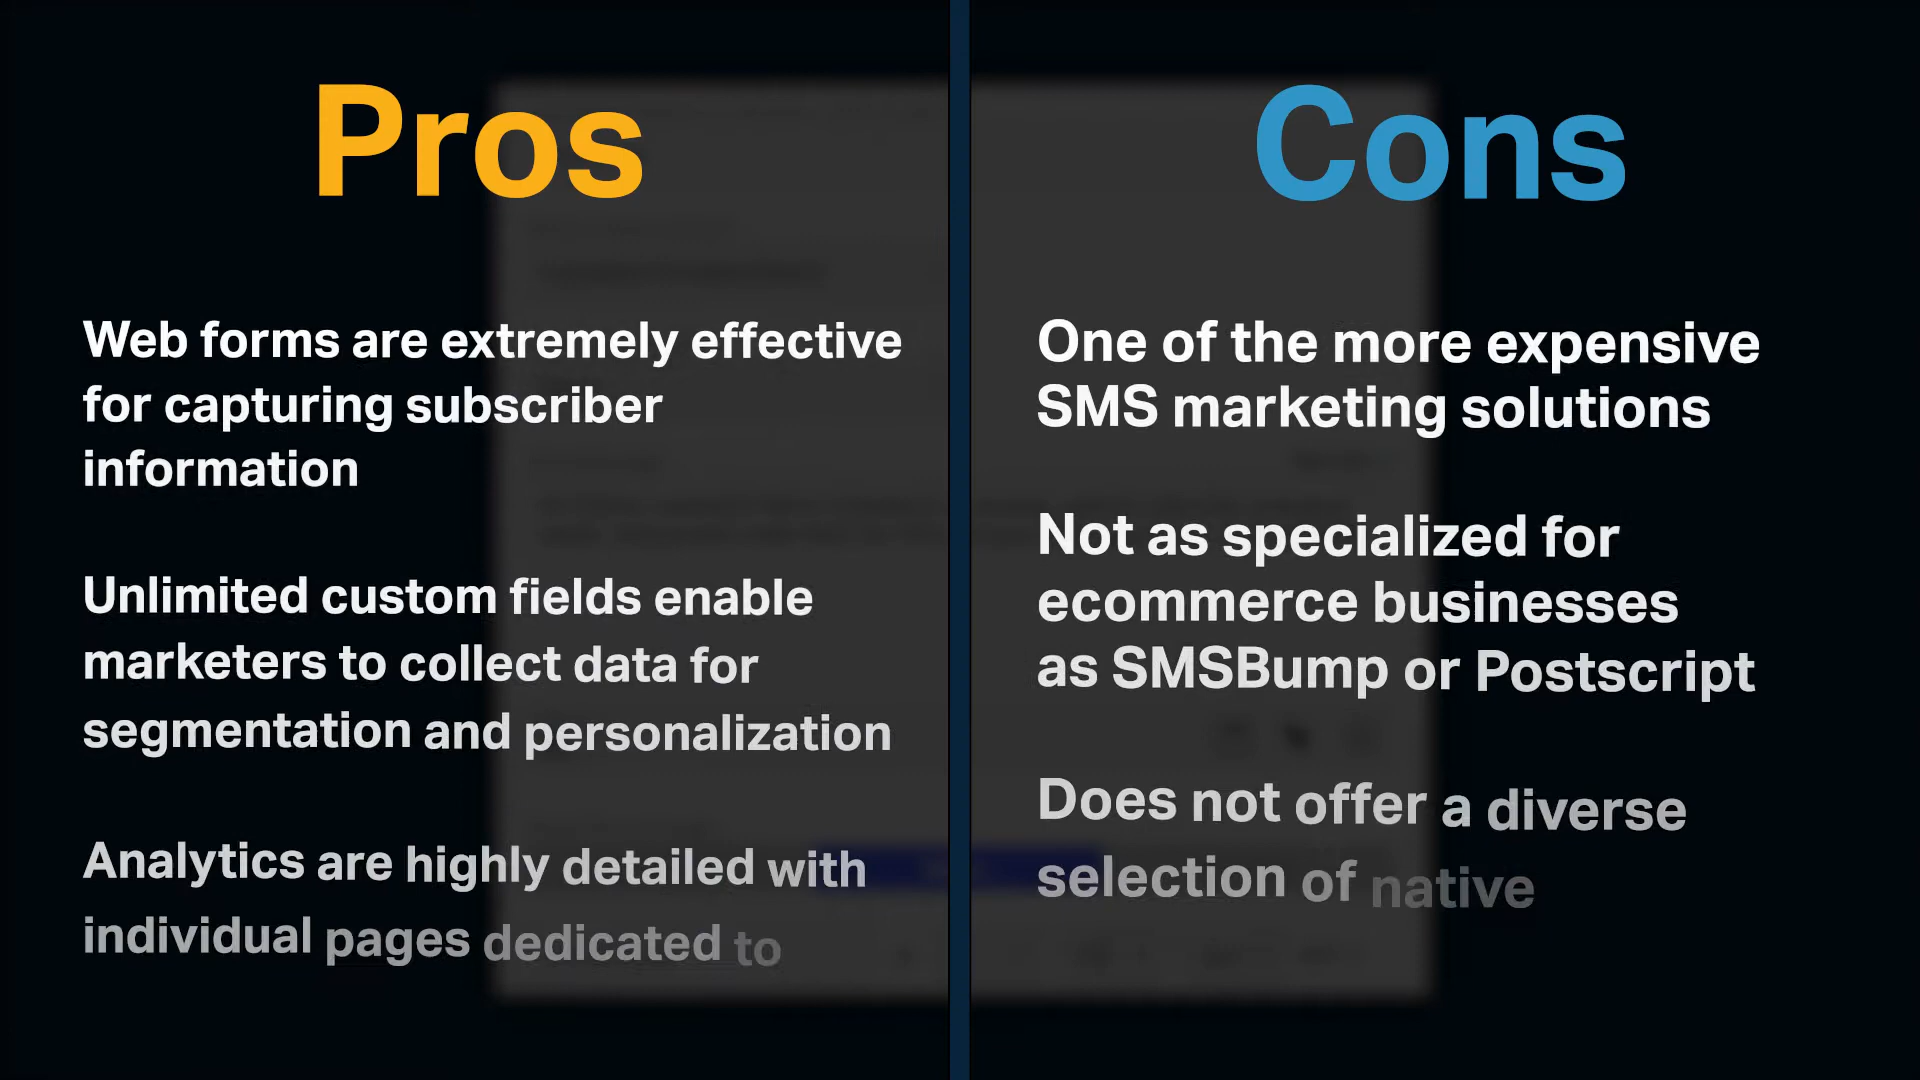 Pros
Web forms are extremely effective
for capturing subscriber
information
Unlimited custom fields enable
marketers to collect data for
segmentation and personalization
Analytics are highly detailed with
individual pages dedicated to
Cons
One of the more expensive
SMS marketing solutions
Not as specialized for
ecommerce businesses
as SMSBump or Postscript
Does not offer a diverse
selection of native